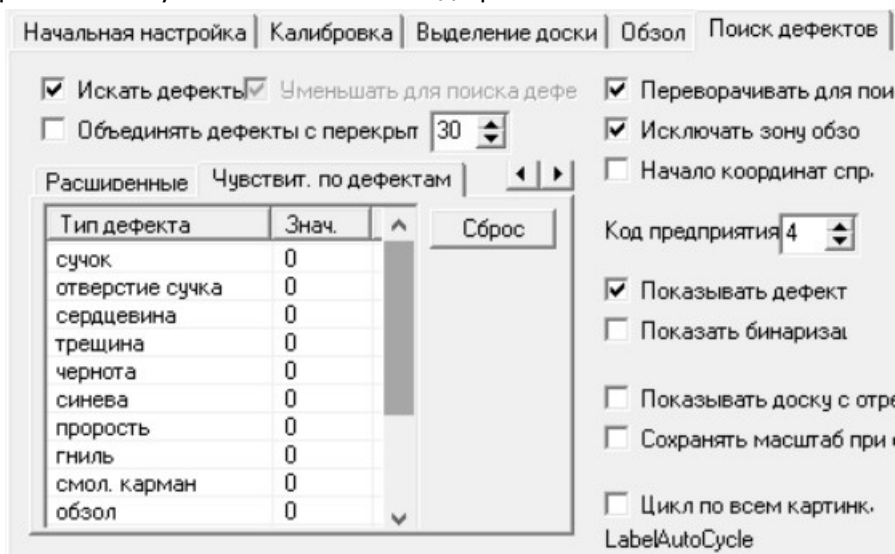 Начальная настройка Калибровка Выделение доски Обзол Поиск дефектов
Искать дефекты Уменьшать для поиска дефе
Объединять дефекты с перекрыт 30
Расширенные Чувствит. по дефектам
Тип дефекта Знач.
сучок 0
отверстие сучка 0
сердцевина 0
трещина 0
чернота 0
синева 0
прорость 0
гниль 0
смол. карман 0
обзол 0
Сброс
Переворачивать для пои
Исключать зону обзо
Начало координат спр
Код предприятия 4
Показывать дефект
Показать бинаризац
Показывать доску с отре
Сохранять масштаб при
Цикл по всем картинк
LabelAutoCycle